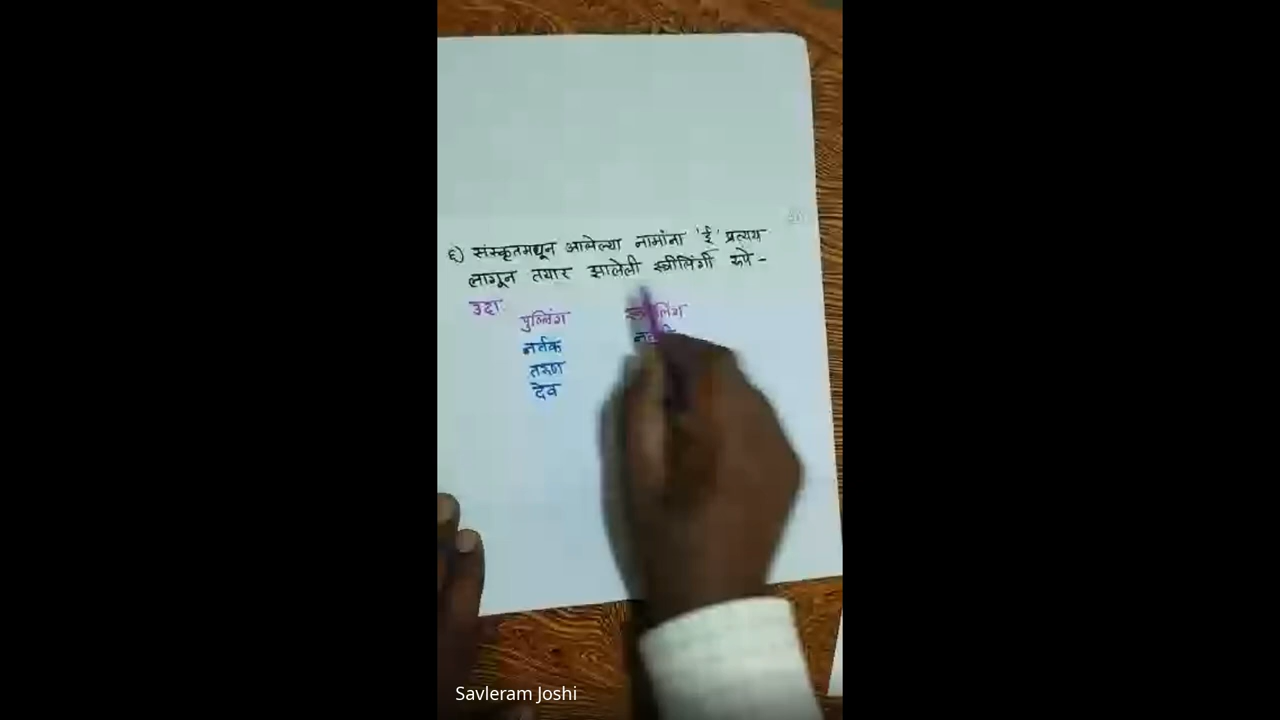 ६) संस्कृतमधून आलेल्या नामांना 'ई' प्रत्यय
लागून तयार झालेली स्त्रीलिंगी रूपे -
उदा.
पुल्लिंग
नर्तक
तरुण
देव
Savleram Joshi